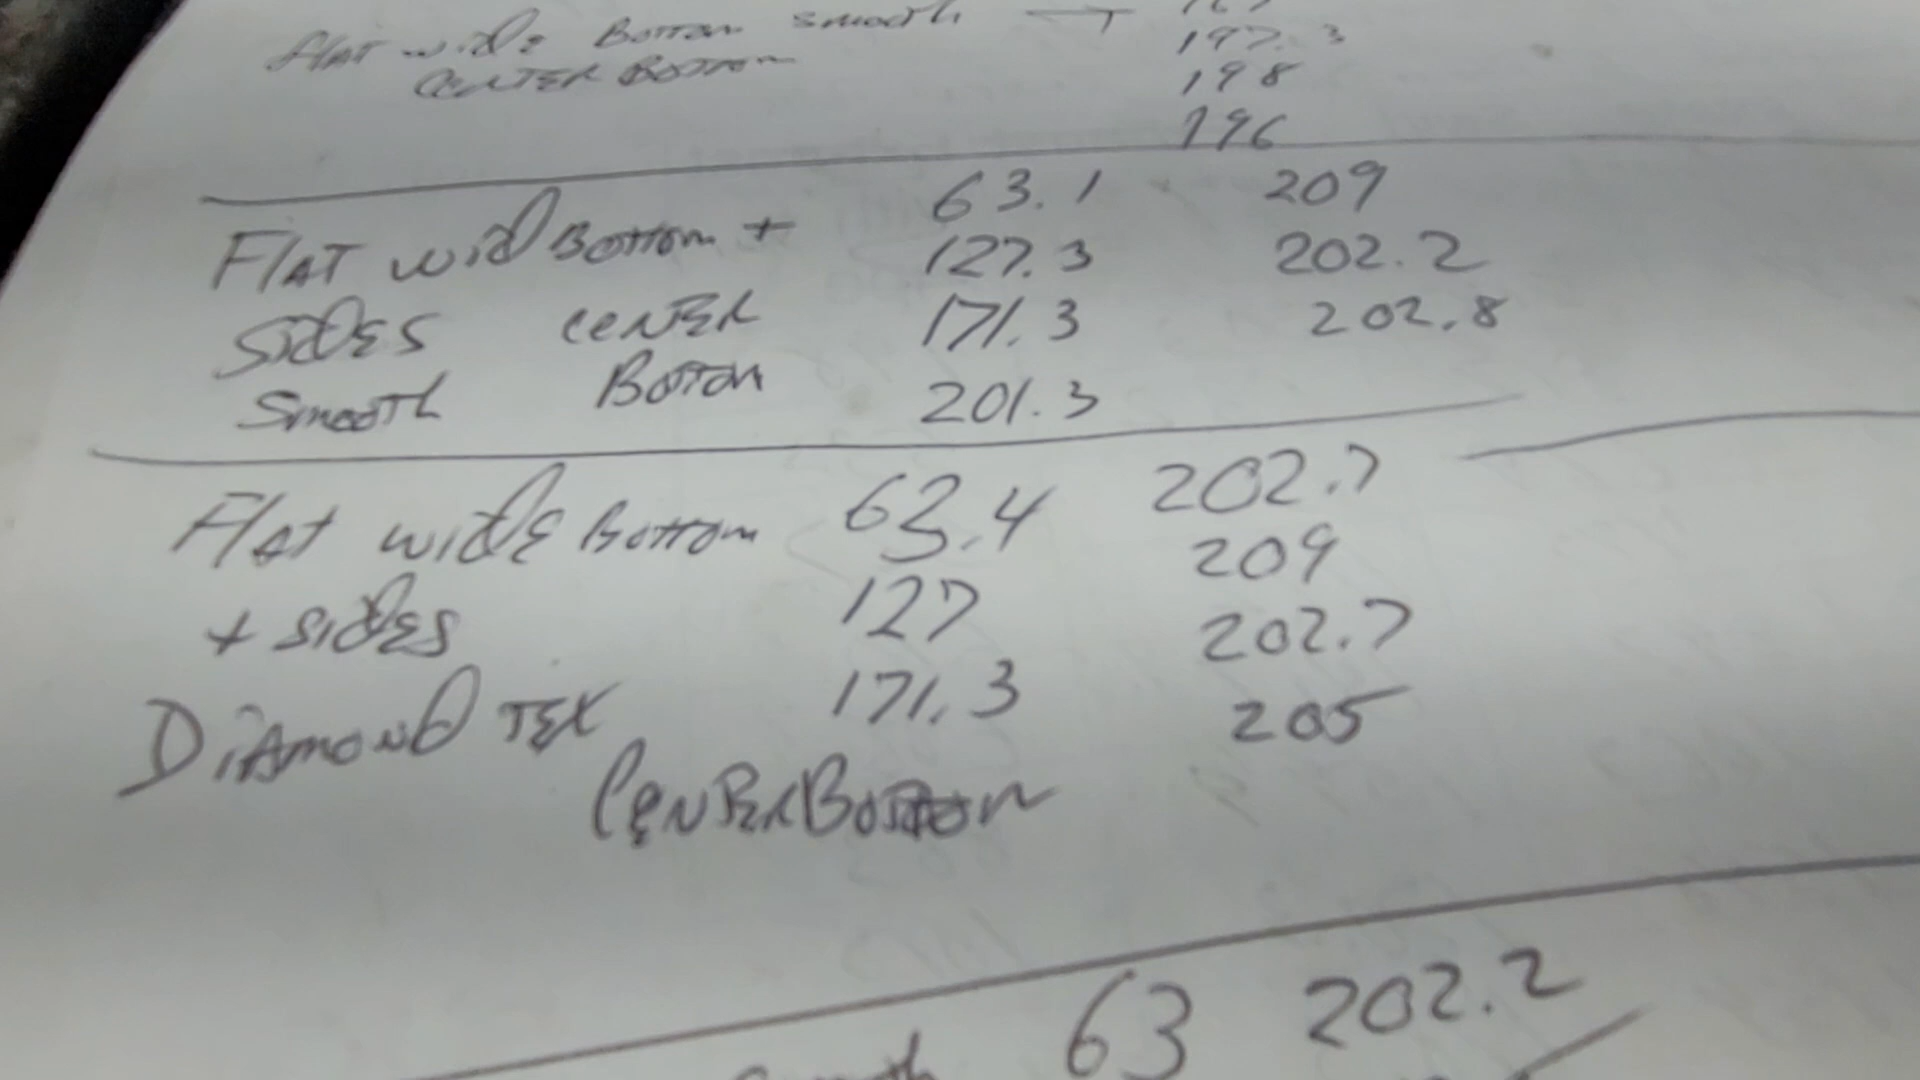 Flat wide Bottom smooth →
197.3
Center Bottom 198
196
63.1 209
Flat wid Bottom + 127.3 202.2
Sides center 171.3 202.8
Smooth Bottom 201.3
Flat wide Bottom 63.4 202.7
127 209
+ sides 202.7
Diamond Tex 171.3 205
Center Bottom
63 202.2